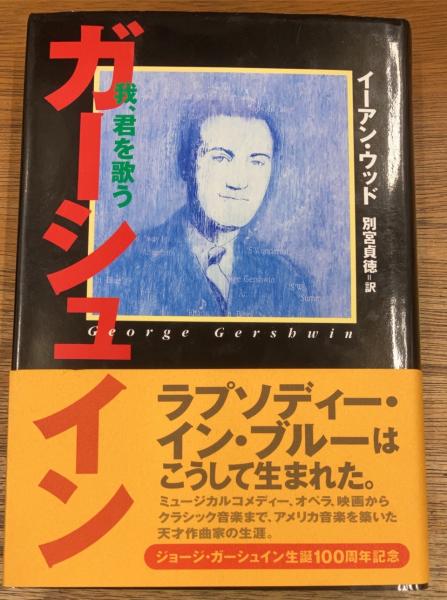 ガーシュイン
我、君を歌う
イーアン・ウッド
別宮貞徳=訳
George Gershwin
ラプソディー・
イン・ブルーは
こうして生まれた。
ミュージカルコメディー、オペラ、映画から
クラシック音楽まで、アメリカ音楽を築いた
天才作曲家の生涯。
ジョージ・ガーシュイン生誕100周年記念